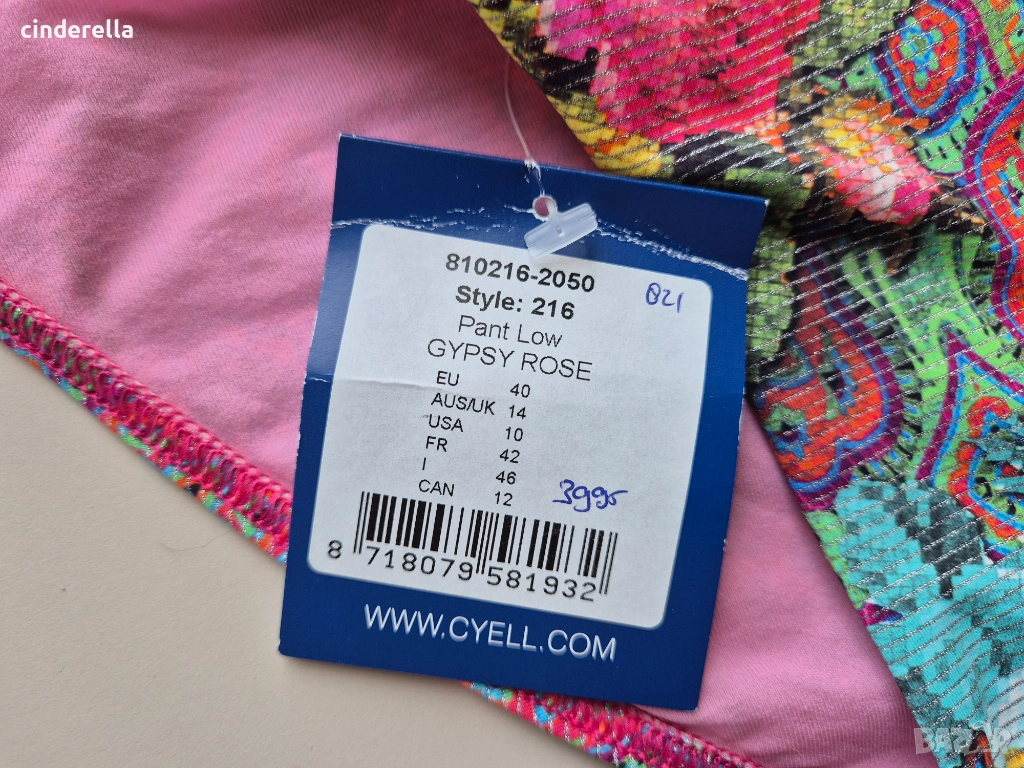 cinderella
810216-2050
Style: 216
021
Pant Low
GYPSY ROSE
EU 40
AUS/UK 14
USA 10
FR 42
I 46
CAN 12
3995
8 718079 581932
WWW.CYELL.COM
BAZAR